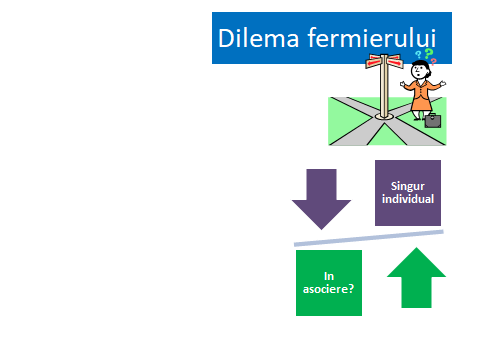 Dilema fermierului
? ? ?
Singur
individual
In
asociere?